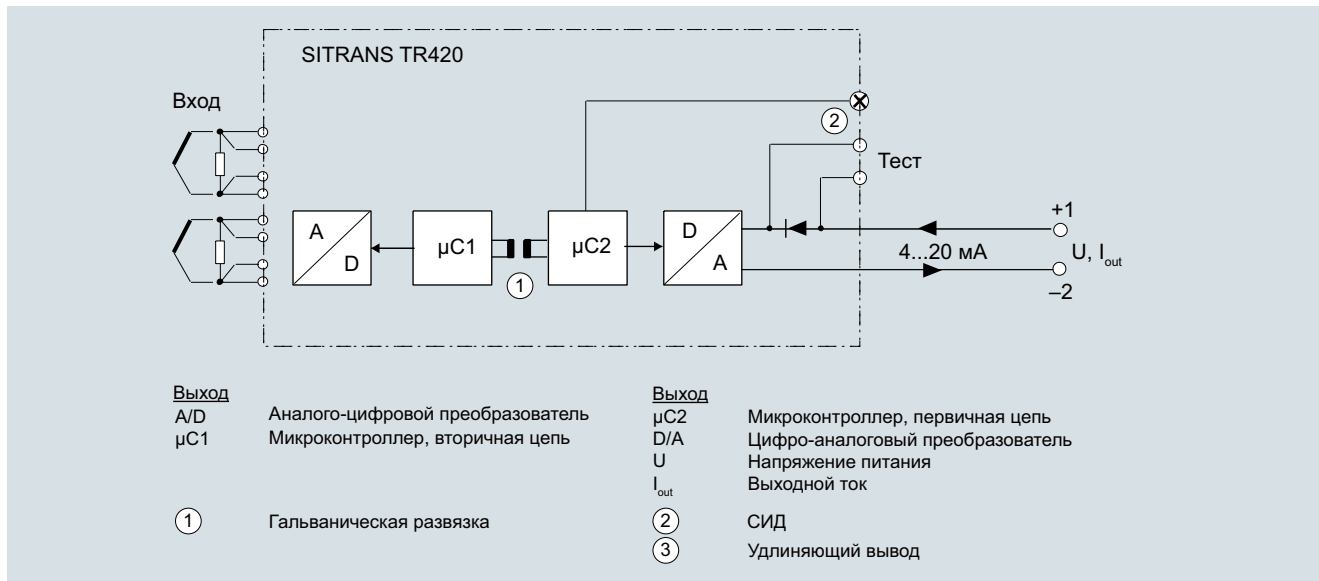 SITRANS TR420
Вход
2
Тест
A
D
µC1
µC2
D
A
+1
4...20 мА
U, Iout
–2
1
Выход
A/D Аналого-цифровой преобразователь
µC1 Микроконтроллер, вторичная цепь
1 Гальваническая развязка
Выход
µC2 Микроконтроллер, первичная цепь
D/A Цифро-аналоговый преобразователь
U Напряжение питания
Iout Выходной ток
2 СИД
3 Удлиняющий вывод